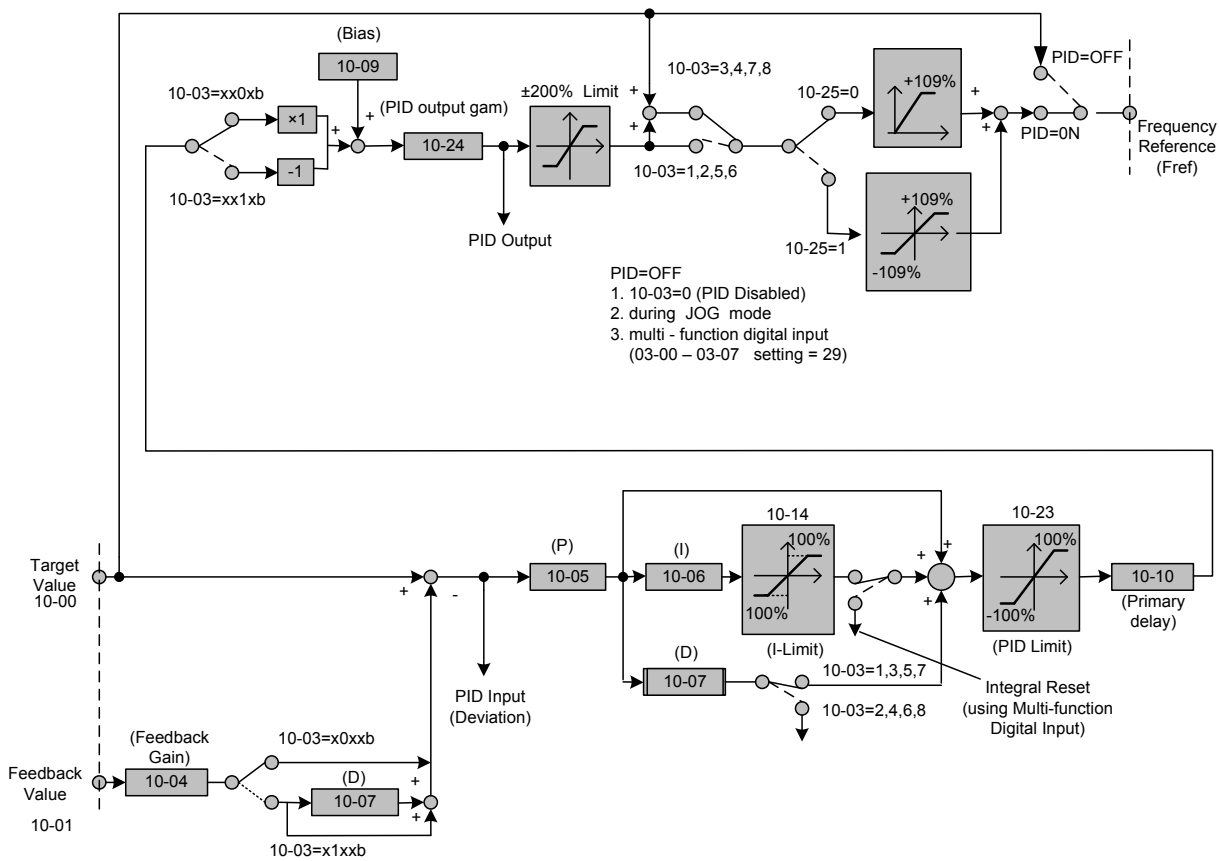 (Bias)
10-09
10-03=xx0xb
×1
-1
10-03=xx1xb
+
+
(PID output gam)
10-24
PID Output
±200% Limit
10-03=3,4,7,8
+
+
10-03=1,2,5,6
10-25=0
+109%
+
+
10-25=1
+109%
-109%
PID=OFF
PID=0N
Frequency
Reference
(Fref)
PID=OFF
1. 10-03=0 (PID Disabled)
2. during JOG mode
3. multi - function digital input
(03-00 – 03-07 setting = 29)
Target
Value
10-00
+
-
PID Input
(Deviation)
(P)
10-05
(I)
10-06
10-14
100%
100%
(I-Limit)
+
+
+
10-23
100%
-100%
(PID Limit)
10-10
(Primary
delay)
(D)
10-07
10-03=1,3,5,7
10-03=2,4,6,8
Integral Reset
(using Multi-function
Digital Input)
Feedback
Value
10-01
(Feedback
Gain)
10-04
10-03=x0xxb
(D)
10-07
+
+
10-03=x1xxb